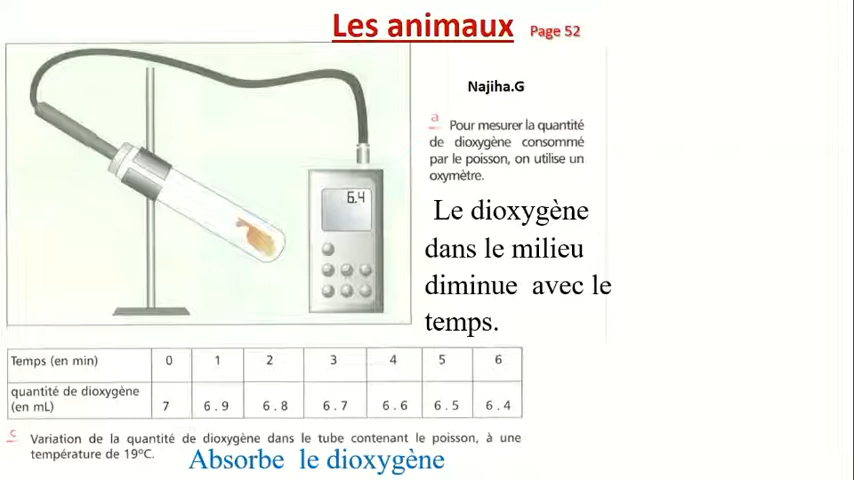 Les animaux Page 52
Najiha.G
a Pour mesurer la quantité
de dioxygène consommé
par le poisson, on utilise un
oxymètre.
6.4
Le dioxygène
dans le milieu
diminue avec le
temps.
Temps (en min) 0 1 2 3 4 5 6
quantité de dioxygène
(en mL) 7 6.9 6.8 6.7 6.6 6.5 6.4
c Variation de la quantité de dioxygène dans le tube contenant le poisson, à une
température de 19°C.
Absorbe le dioxygène